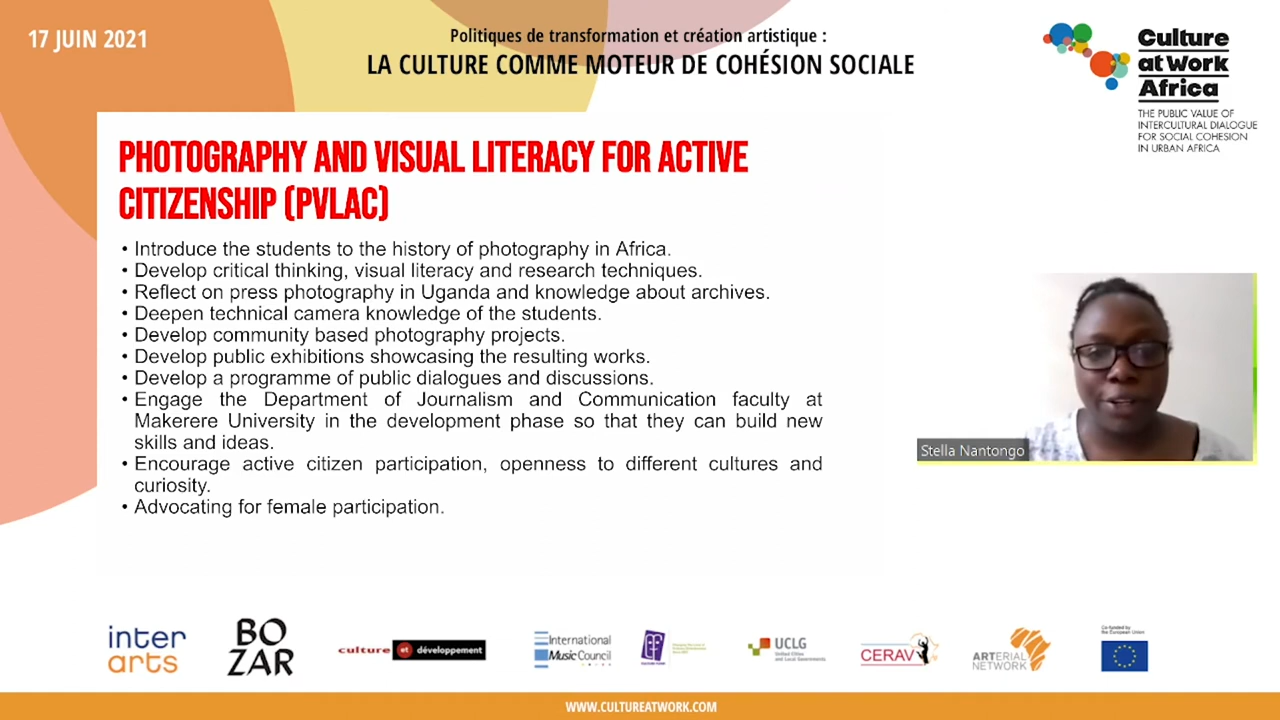 17 JUIN 2021
Politiques de transformation et création artistique :
LA CULTURE COMME MOTEUR DE COHÉSION SOCIALE
Culture
at Work
Africa
THE PUBLIC VALUE OF
INTERCULTURAL DIALOGUE
FOR SOCIAL COHESION
IN URBAN AFRICA
PHOTOGRAPHY AND VISUAL LITERACY FOR ACTIVE
CITIZENSHIP (PVLAC)
• Introduce the students to the history of photography in Africa.
• Develop critical thinking, visual literacy and research techniques.
• Reflect on press photography in Uganda and knowledge about archives.
• Deepen technical camera knowledge of the students.
• Develop community based photography projects.
• Develop public exhibitions showcasing the resulting works.
• Develop a programme of public dialogues and discussions.
• Engage the Department of Journalism and Communication faculty at
Makerere University in the development phase so that they can build new
skills and ideas.
• Encourage active citizen participation, openness to different cultures and
curiosity.
• Advocating for female participation.
Stella Nantongo
inter
arts
BO
ZAR
culture et développement
International
Music Council
UCLG
United Cities
and Local Governments
CERAV
ARTERIAL
NETWORK
Co-funded by
the European Union
WWW.CULTUREATWORK.COM